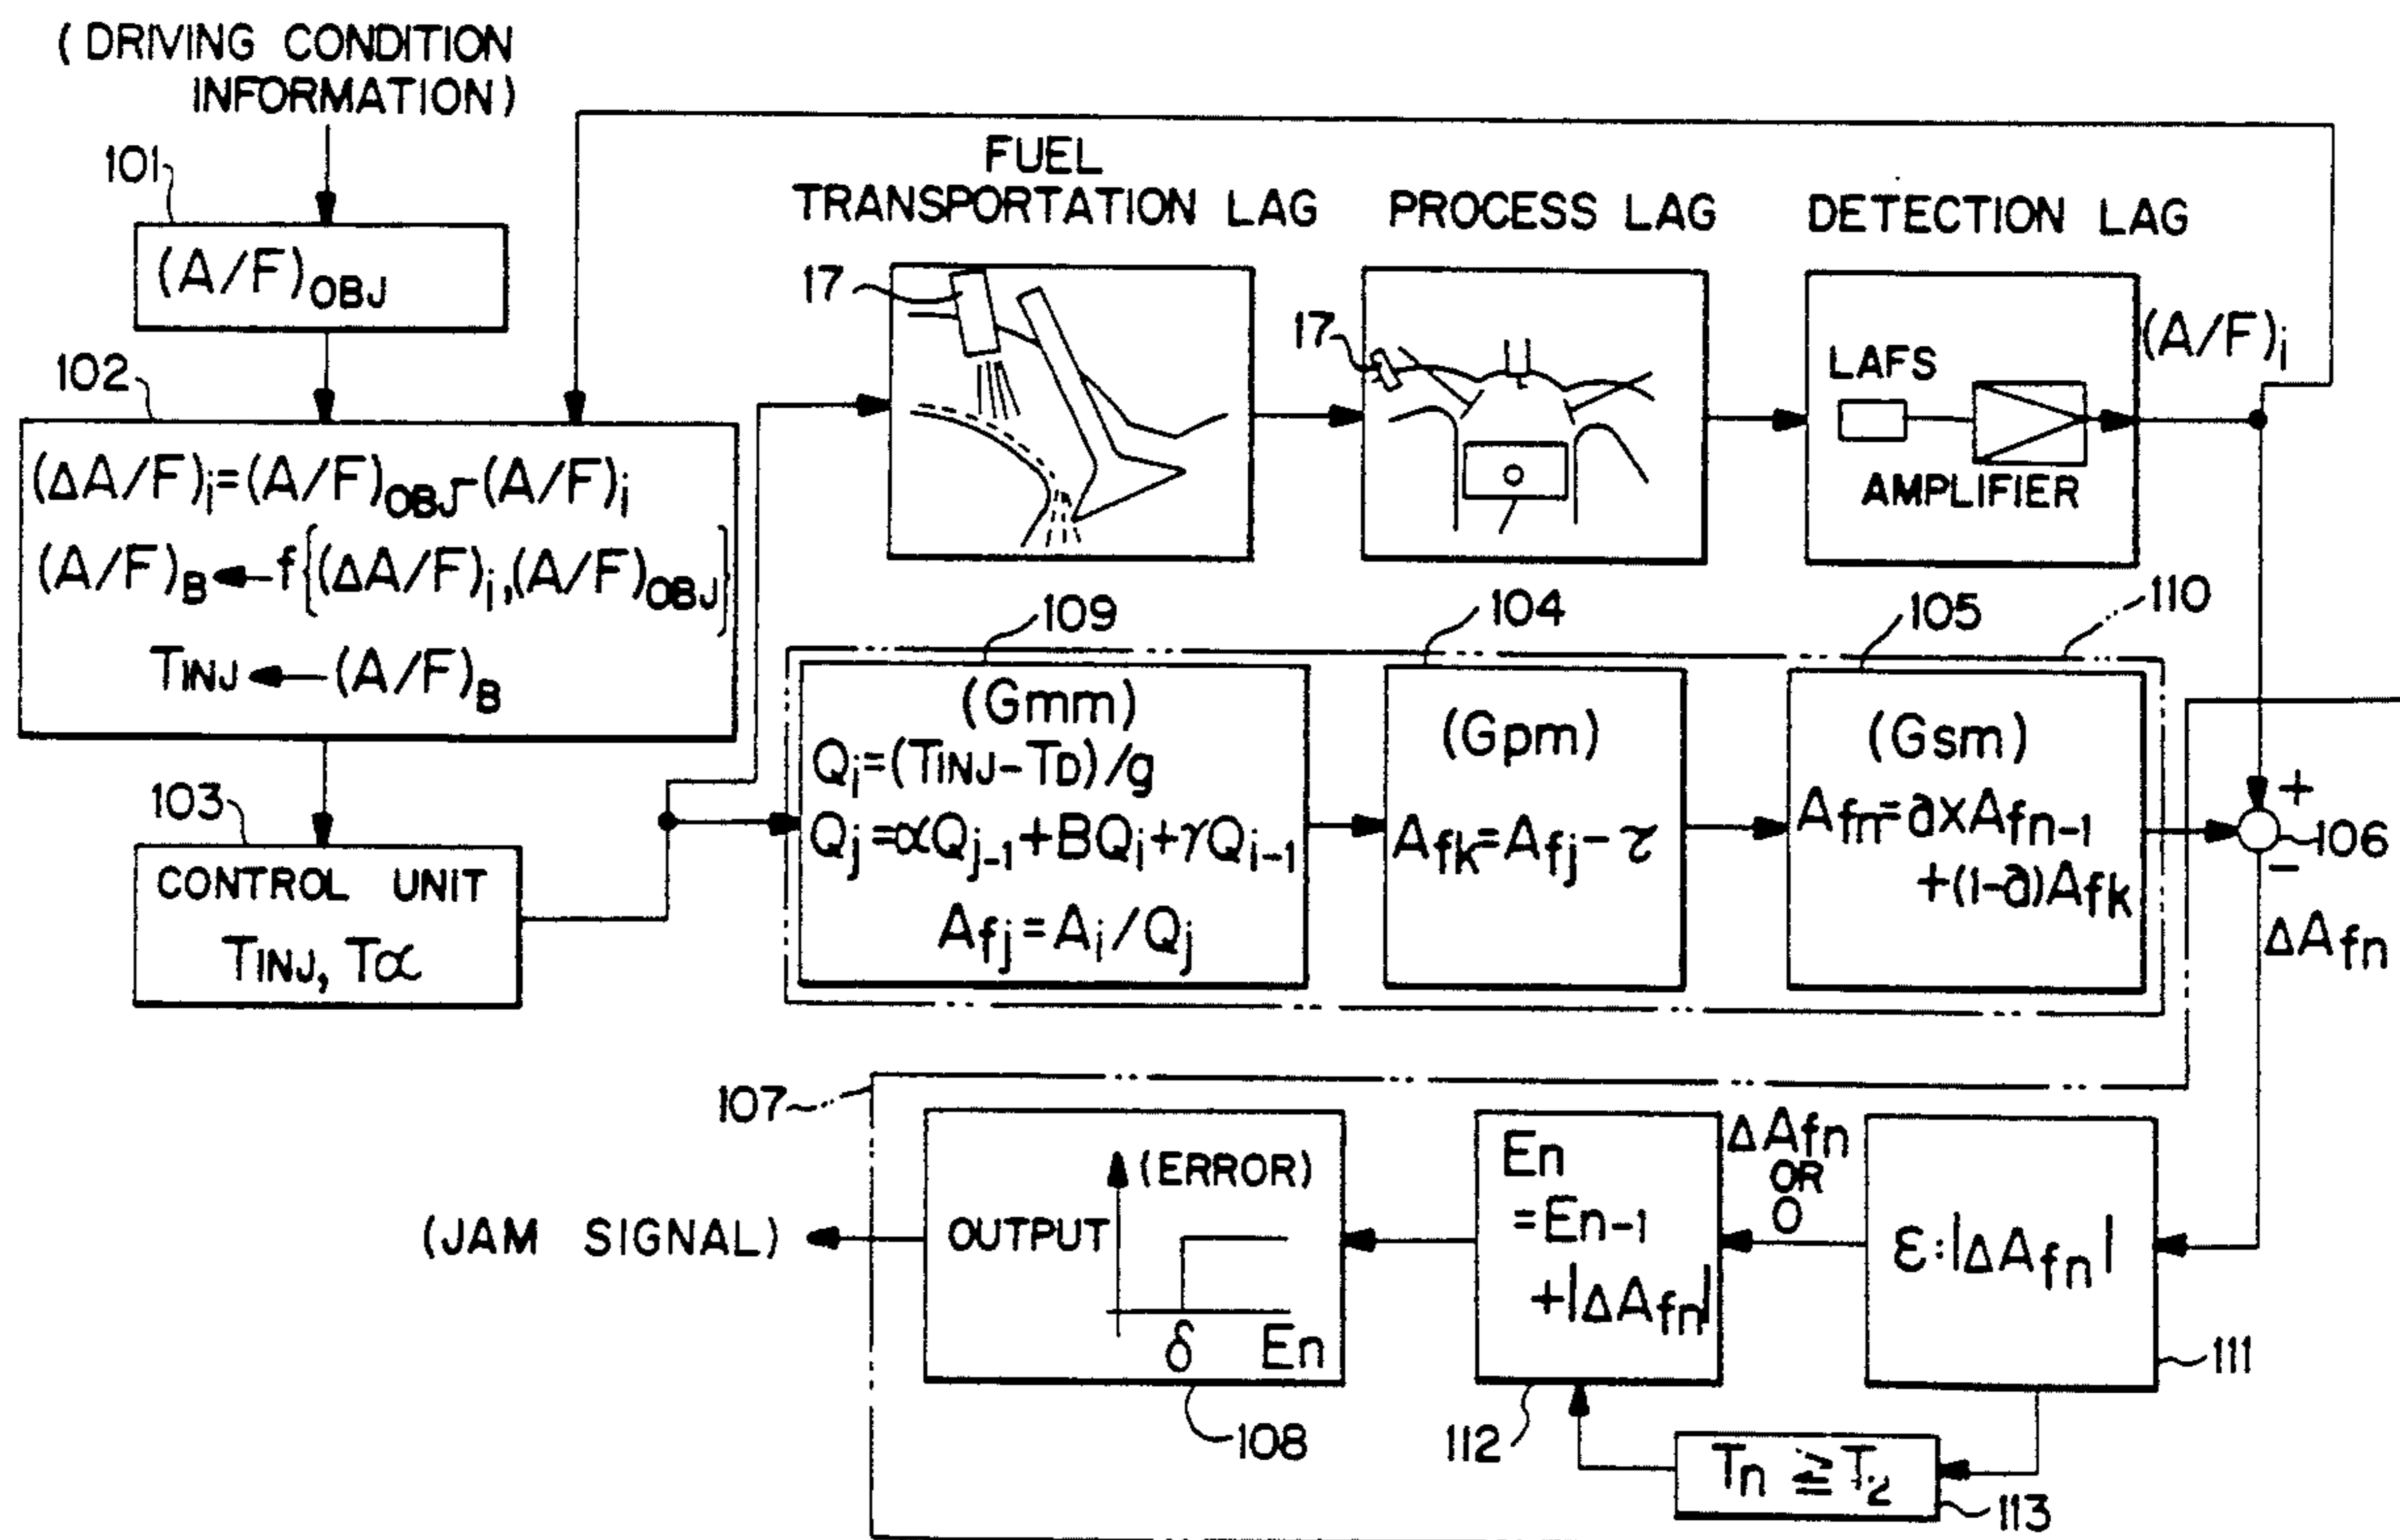 (DRIVING CONDITION
INFORMATION)
101
(A/F)OBJ
102
(ΔA/F)i=(A/F)OBJ-(A/F)i
(A/F)B←f{(ΔA/F)i,(A/F)OBJ}
TINJ←(A/F)B
103
CONTROL UNIT
TINJ, Tα
FUEL
TRANSPORTATION LAG
17
PROCESS LAG
17
DETECTION LAG
LAFS
AMPLIFIER
(A/F)i
109
(Gmm)
Qi=(TINJ-TD)/g
Qj=αQj-1+BQi+γQi-1
Afj=Ai/Qj
104
(Gpm)
Afk=Afj-τ
105
(Gsm)
Afn=∂XAfn-1
+(1-∂)Afk
110
+
106
−
ΔAfn
107
(JAM SIGNAL)
OUTPUT
(ERROR)
δ
En
108
En
=En-1
+|ΔAfn|
112
ΔAfn
OR
O
ε:|ΔAfn|
111
Tn ≧ T2
113